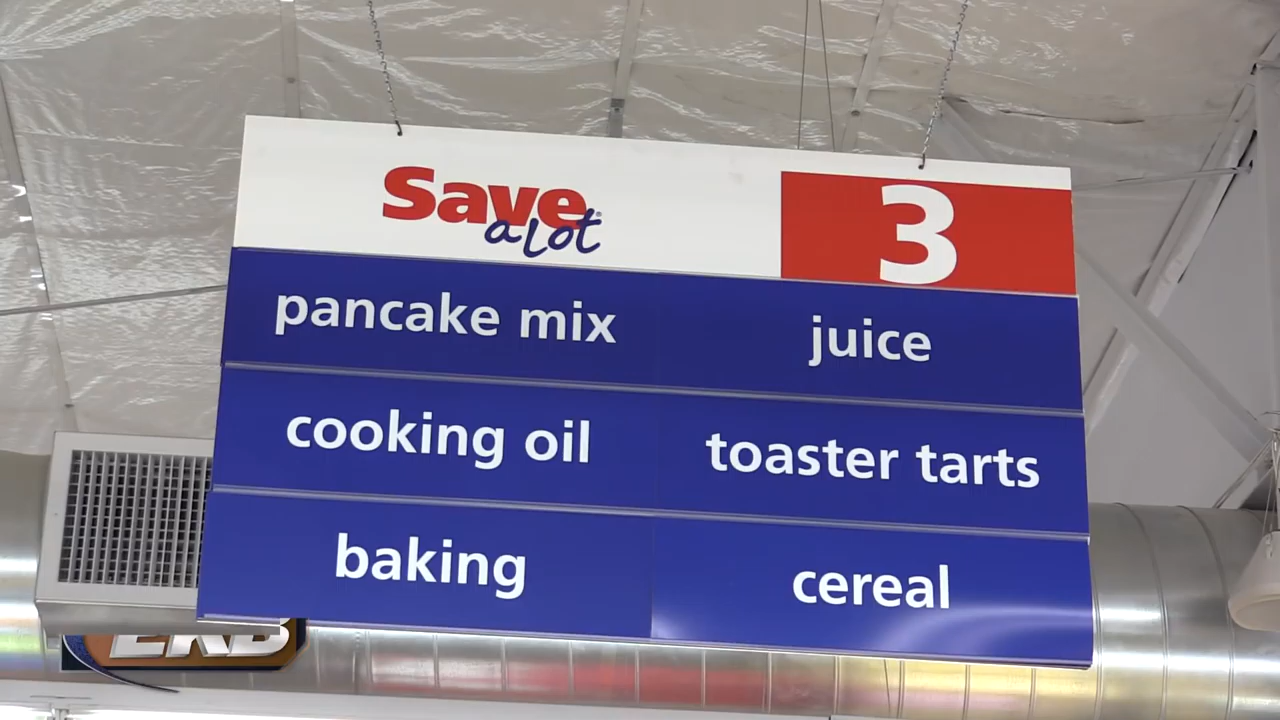 Save
a lot
3
pancake mix juice
cooking oil toaster tarts
baking cereal